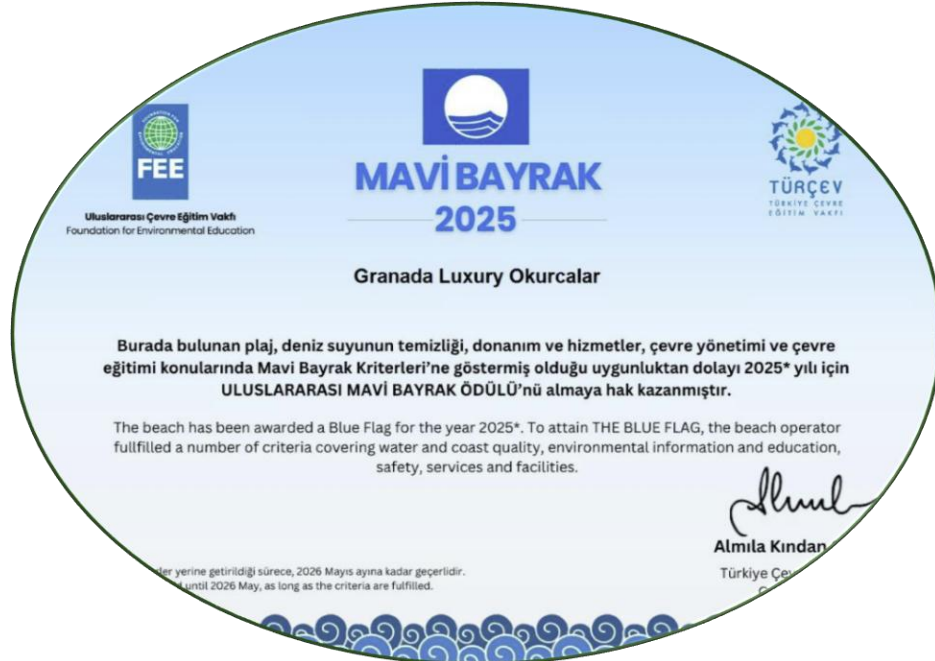 FEE
Uluslararası Çevre Eğitim Vakfı
Foundation for Environmental Education
MAVİ BAYRAK
2025
TÜRÇEV
TÜRKİYE ÇEVRE
EĞİTİM VAKFI
Granada Luxury Okurcalar
Burada bulunan plaj, deniz suyunun temizliği, donanım ve hizmetler, çevre yönetimi ve çevre
eğitimi konularında Mavi Bayrak Kriterleri’ne göstermiş olduğu uygunluktan dolayı 2025* yılı için
ULUSLARARASI MAVİ BAYRAK ÖDÜLÜ’nü almaya hak kazanmıştır.
The beach has been awarded a Blue Flag for the year 2025*. To attain THE BLUE FLAG, the beach operator
fullfilled a number of criteria covering water and coast quality, environmental information and education,
safety, services and facilities.
Almıla Kından
Türkiye
yerine getirildiği sürece, 2026 Mayıs ayına kadar geçerlidir.
until 2026 May, as long as the criteria are fulfilled.